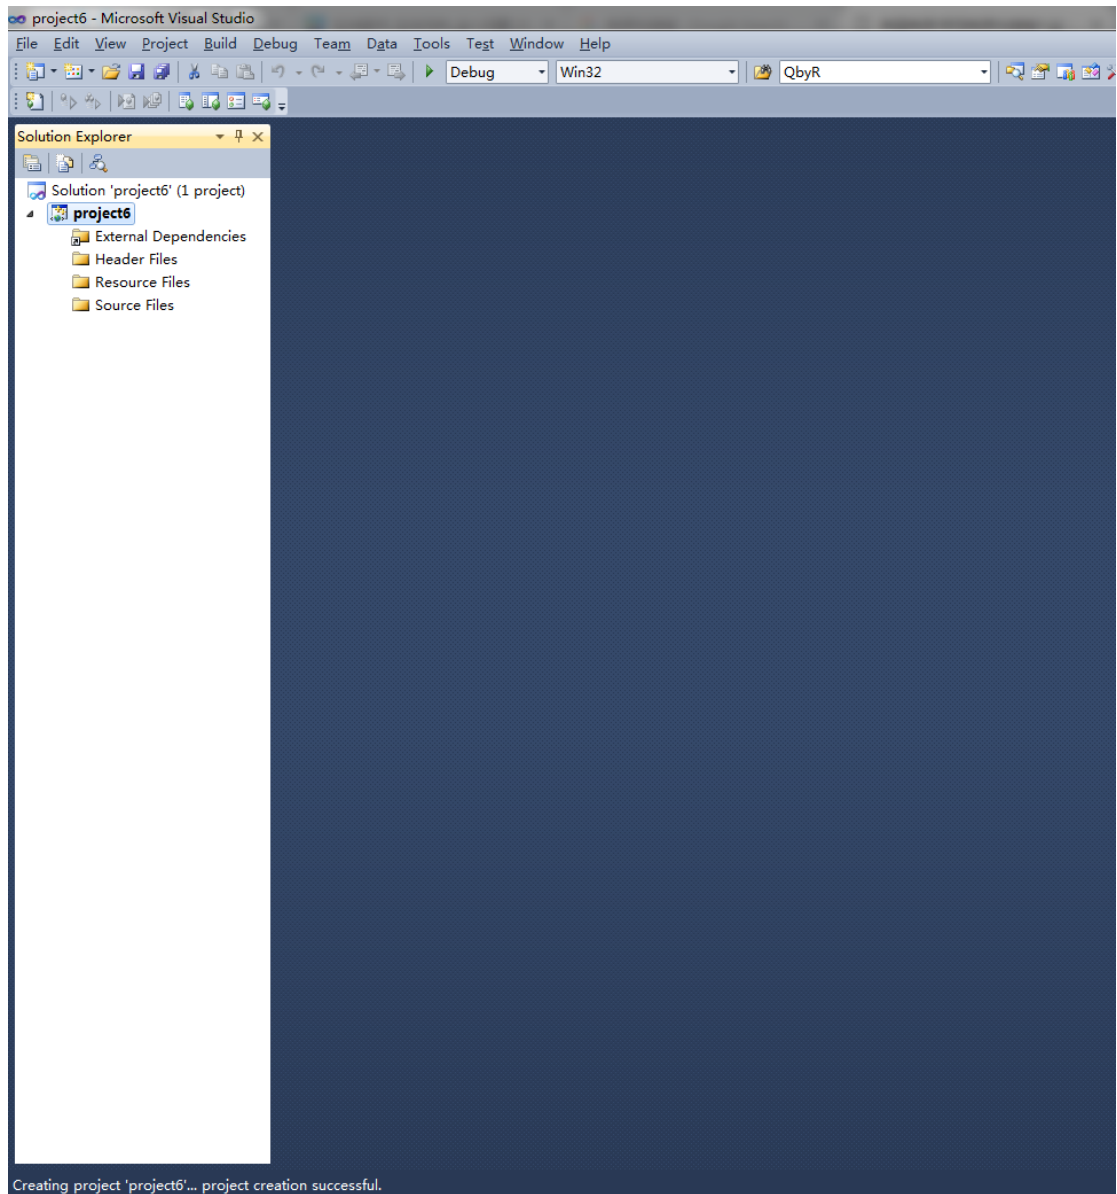 project6 - Microsoft Visual Studio
File Edit View Project Build Debug Team Data Tools Test Window Help
Debug Win32 QbyR
Solution Explorer
Solution 'project6' (1 project)
project6
External Dependencies
Header Files
Resource Files
Source Files
Creating project 'project6'... project creation successful.